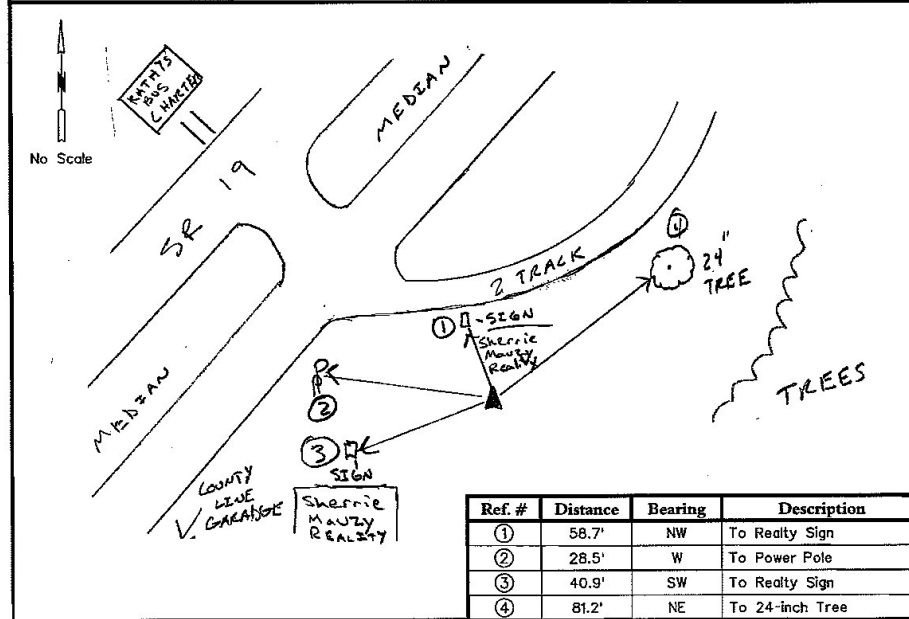 N
No Scale
KATHYS
BUS
CHARTER
MEDIAN
SR 19
2 TRACK
4
24"
TREE
1
SIGN
Sherrie
Mauzy
Reality
TREES
2
MEDIAN
3
SIGN
COUNTY
LINE
GARANGE
Sherrie
Mauzy
REALITY
Ref. # Distance Bearing Description
1 58.7' NW To Realty Sign
2 28.5' W To Power Pole
3 40.9' SW To Realty Sign
4 81.2' NE To 24-inch Tree